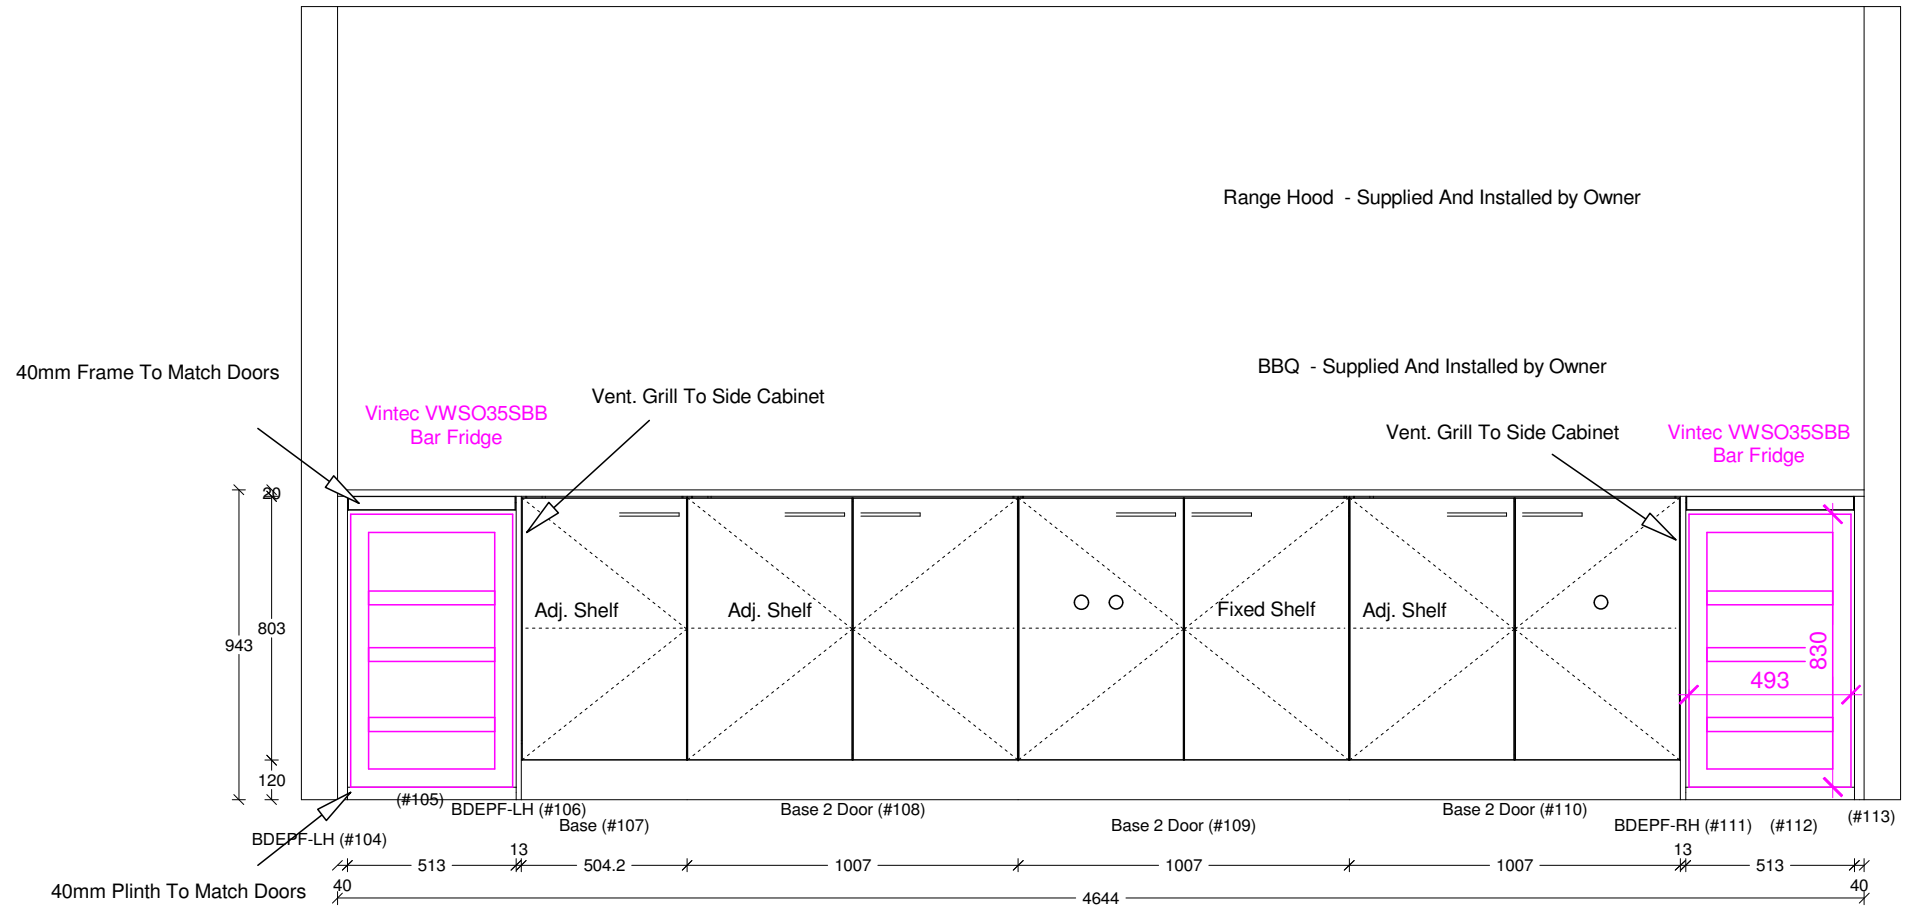 Range Hood  - Supplied And Installed by Owner
BBQ  - Supplied And Installed by Owner
40mm Frame To Match Doors
Vent. Grill To Side Cabinet
Vintec VWSO35SBB
Bar Fridge
Vent. Grill To Side Cabinet
Vintec VWSO35SBB
Bar Fridge
20
803
943
120
Adj. Shelf
Adj. Shelf
Fixed Shelf
Adj. Shelf
830
493
(#105)
BDEPF-LH (#106)
Base 2 Door (#108)
Base 2 Door (#110)
(#113)
Base (#107)
Base 2 Door (#109)
BDEPF-RH (#111)
(#112)
BDEPF-LH (#104)
13
13
513
504.2
1007
1007
1007
513
40
40
40mm Plinth To Match Doors
4644